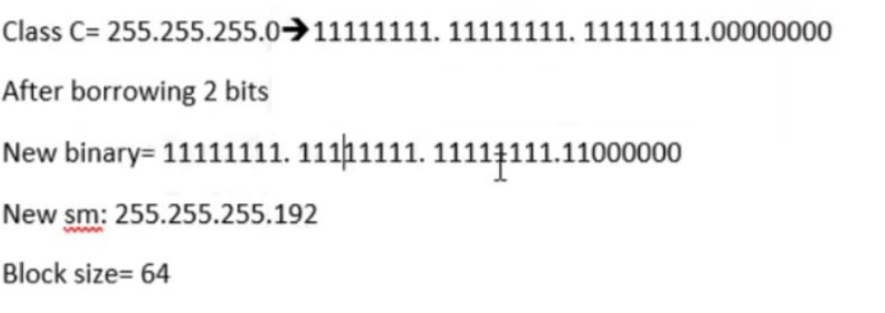 Class C= 255.255.255.0→11111111. 11111111. 11111111.00000000
After borrowing 2 bits
New binary= 11111111. 11111111. 11111111.11000000
New sm: 255.255.255.192
Block size= 64